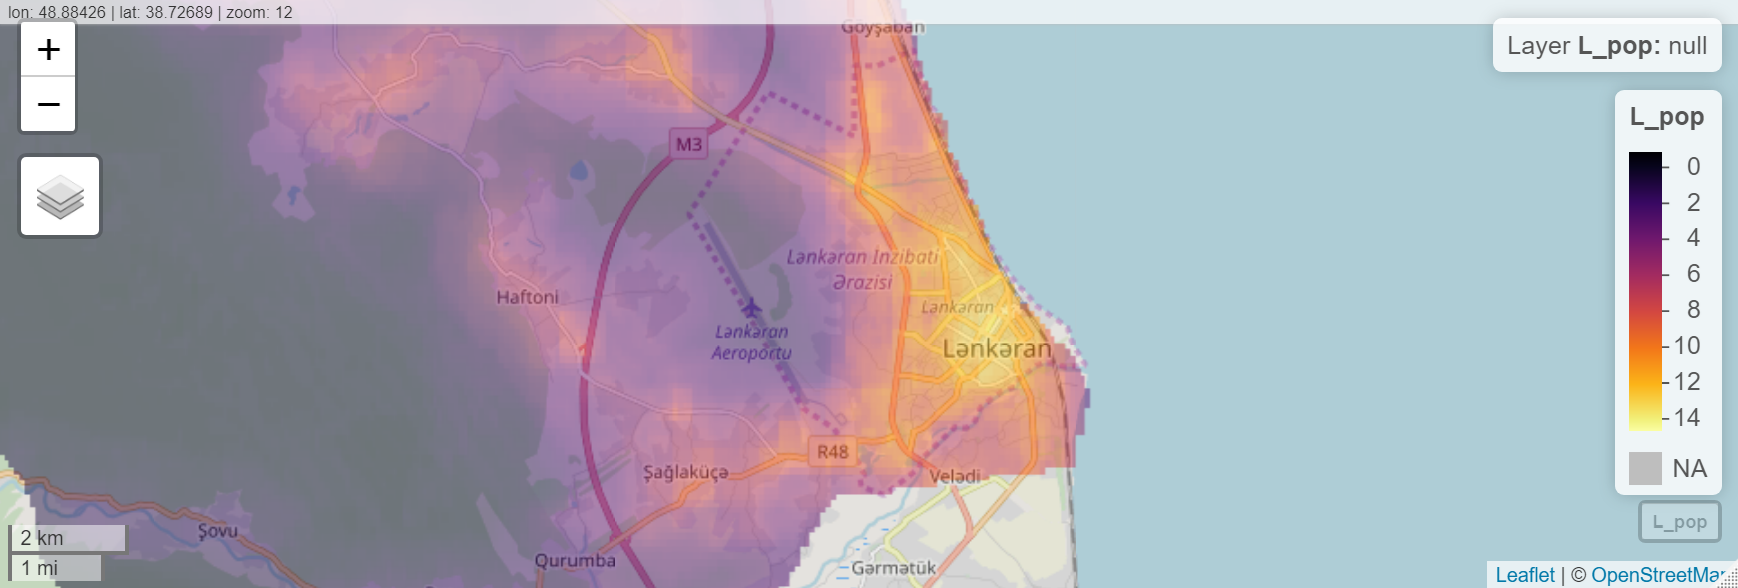 lon: 48.88426 | lat: 38.72689 | zoom: 12
+
−
Layer L_pop: null
L_pop
0
2
4
6
8
10
12
14
NA
L_pop
Goyşaban
M3
Lənkəran İnzibati
Ərazisi
Haftoni
Lənkəran
Lənkəran
Aeroportu
Lənkəran
R48
Şağlaküçə
Velədi
Şovu
2 km
1 mi
Qurumba
Gərmətük
Leaflet | © OpenStreetMap